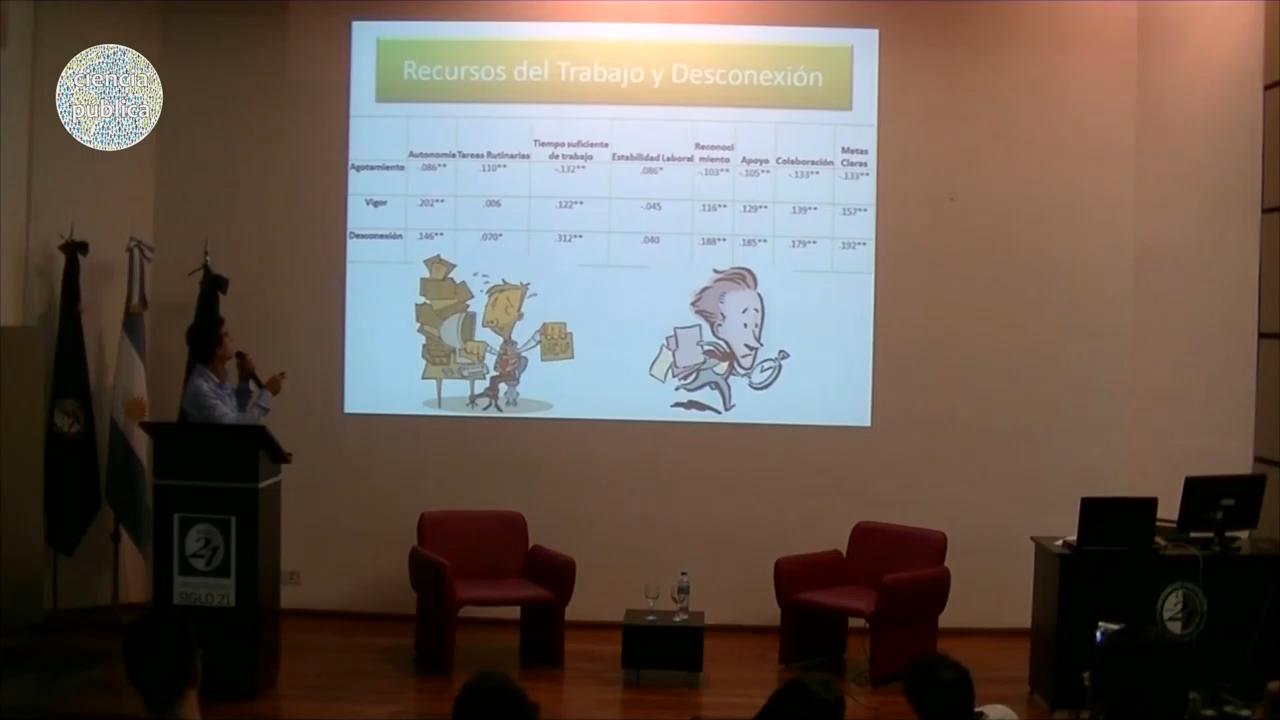 ciencia
pública
Recursos del Trabajo y Desconexión
Autonomía Tareas Rutinarias Tiempo suficiente de trabajo Estabilidad Laboral Reconoci miento Apoyo Colaboración Metas Claras
Agotamiento -.086** .110** -.132** .086* -.103** -.105** -.133** -.133**
Vigor .202** .006 .122** -.045 .116** .129** .139** .157**
Desconexión .146** .070* .312** .040 .188** .185** .179** .192**
HELP
21
SIGLO 21